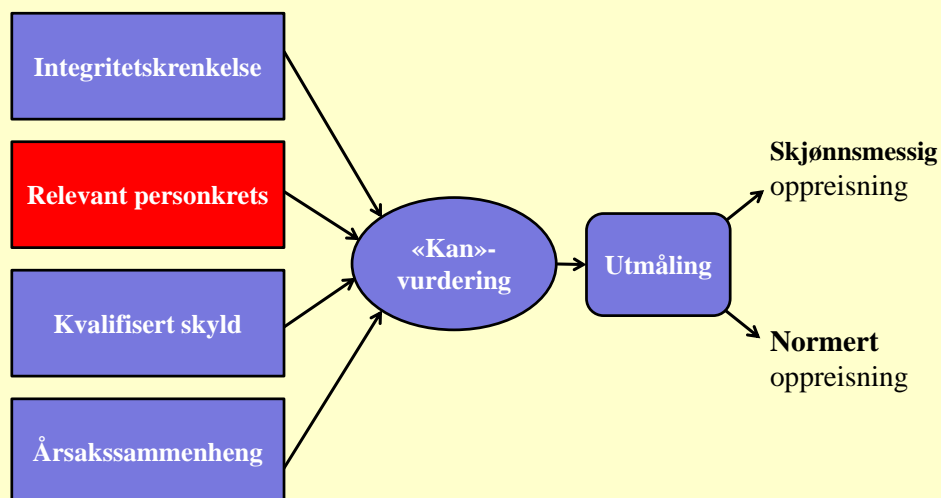 Integritetskrenkelse
Relevant personkrets
Kvalifisert skyld
Årsakssammenheng
«Kan»-
vurdering
Utmåling
Skjønnsmessig
oppreisning
Normert
oppreisning